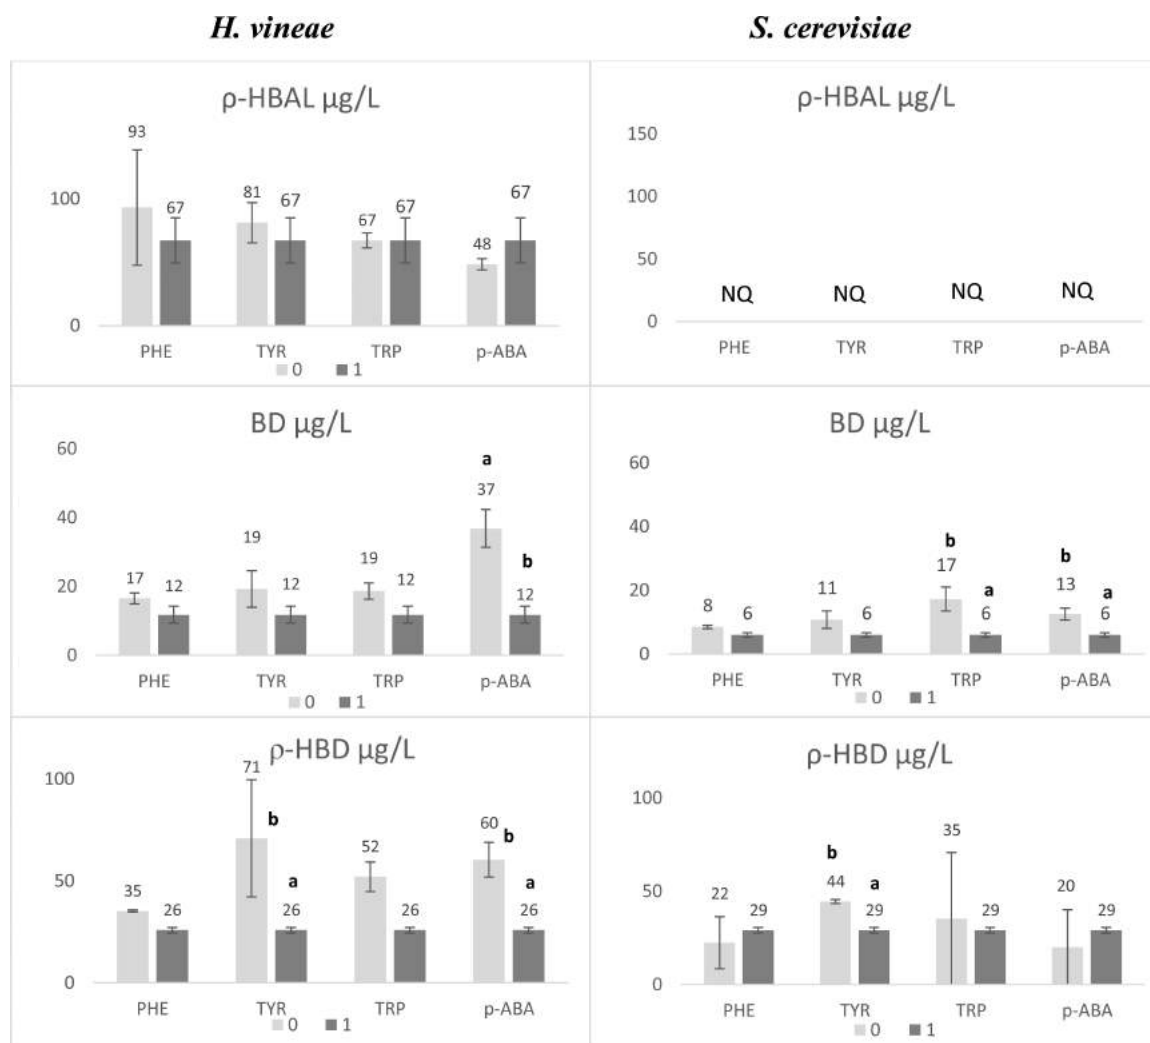 H. vineae
S. cerevisiae
ρ-HBAL µg/L
93
67
81
67
67
67
48
67
100
0
PHE TYR TRP p-ABA
0 1
ρ-HBAL µg/L
150
100
50
0
NQ NQ NQ NQ
PHE TYR TRP p-ABA
BD µg/L
60
40
20
0
a
37
b
17 12 19 12 19 12 12
PHE TYR TRP p-ABA
0 1
BD µg/L
60
40
20
0
b b
17 13
a a
8 6 11 6 6 6
PHE TYR TRP p-ABA
0 1
ρ-HBD µg/L
100
50
0
71
b b
60
52
a a
35 26 26 26 26
PHE TYR TRP p-ABA
0 1
ρ-HBD µg/L
100
50
0
35
b a
22 29 44 29 29 20 29
PHE TYR TRP p-ABA
0 1